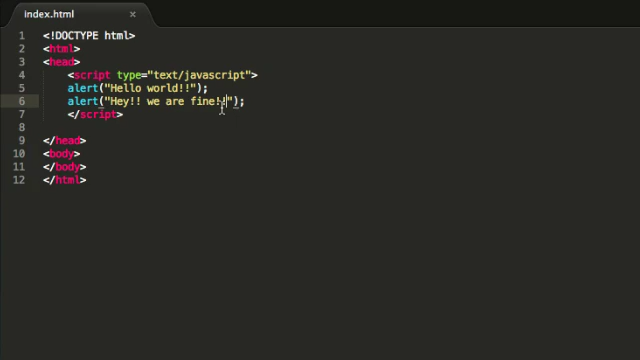 index.html ×
1 <!DOCTYPE html>
2 <html>
3 <head>
4 <script type="text/javascript">
5 alert("Hello world!!");
6 alert("Hey!! we are fine!!");
7 </script>
8
9 </head>
10 <body>
11 </body>
12 </html>